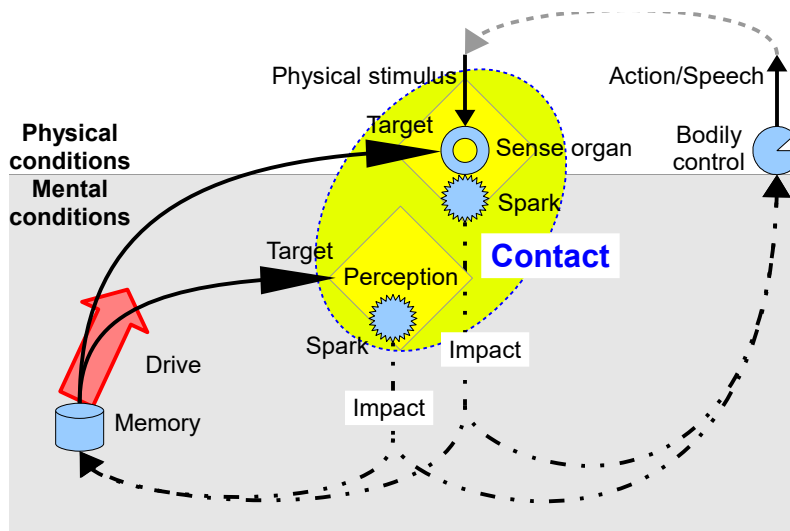 Physical stimulus
Action/Speech
Target
Physical
conditions
Sense organ
Bodily
control
Mental
conditions
Spark
Target
Contact
Perception
Spark
Impact
Drive
Impact
Memory